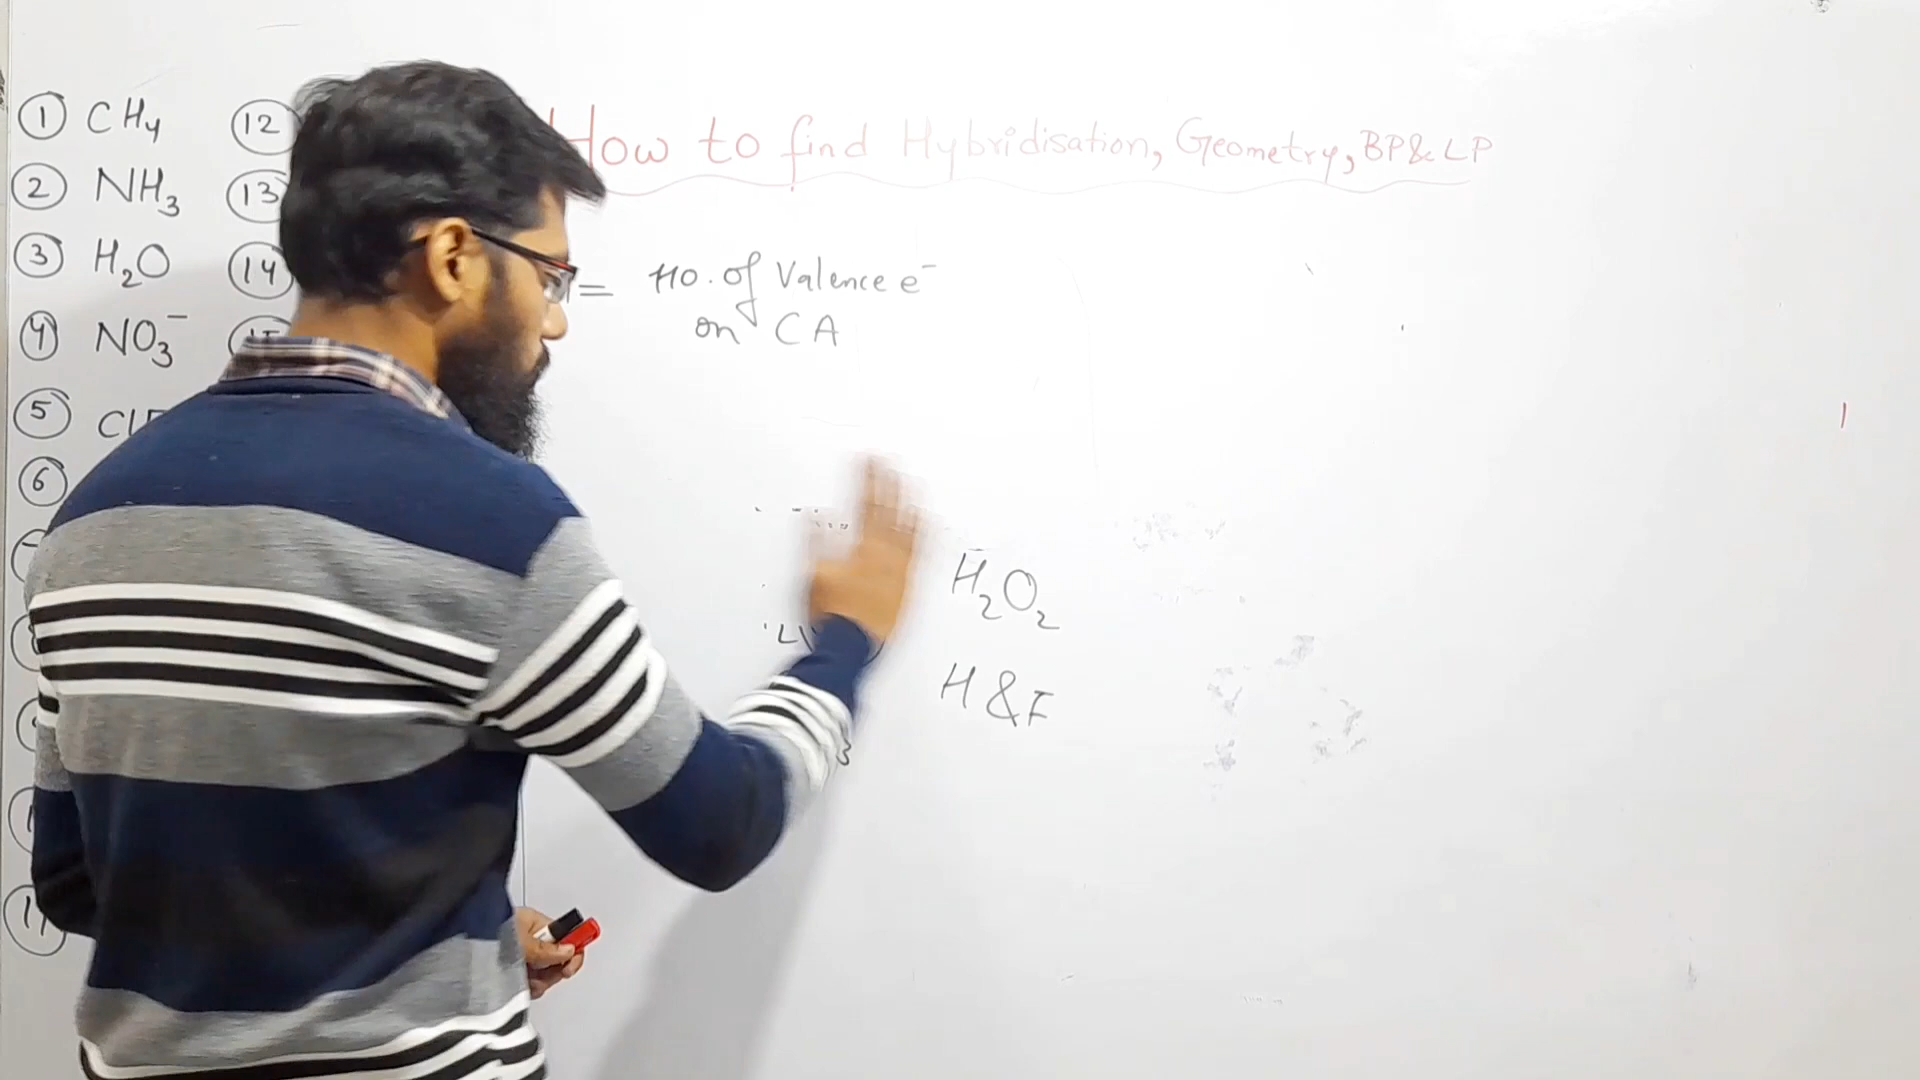 How to find Hybridisation, Geometry, BP & LP
① CH₄
② NH₃
③ H₂O
④ NO₃⁻
⑤
⑥
⑫
⑬
⑭
= no. of Valence e⁻
on CA
H₂O₂
H & F